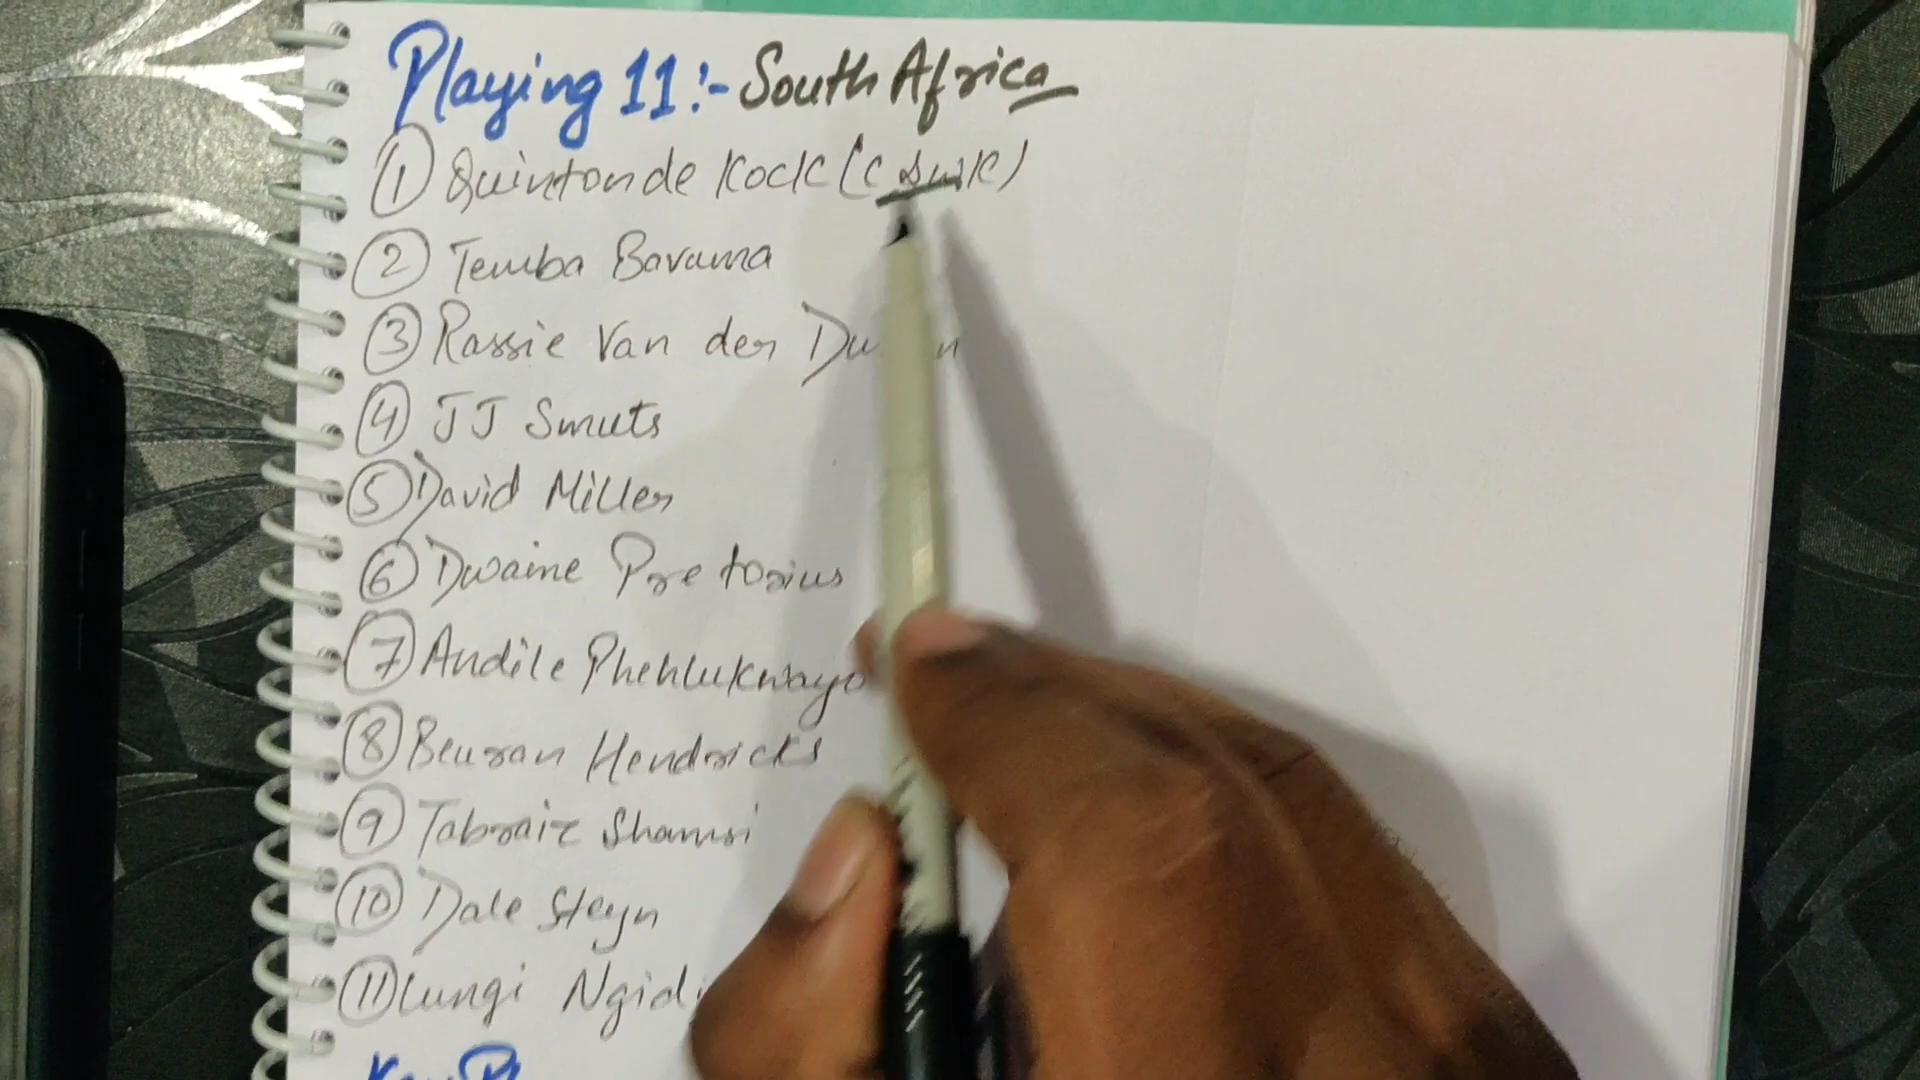 Playing 11:- South Africa
1 Quinton de Kock (C & WK)
2 Temba Bavuma
3 Rassie Van der
4 JJ Smuts
5 David Miller
6 Dwaine Pretorius
7 Andile Phehlukwayo
8 Beuran Hendricks
9 Tabraiz Shamsi
10 Dale Steyn
11 Lungi Ngidi